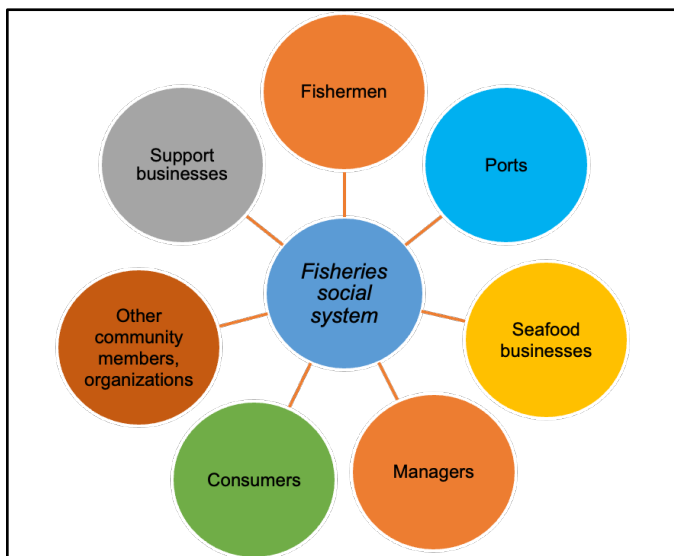 Fishermen
Support
businesses
Ports
Fisheries
social
system
Other
community
members,
organizations
Seafood
businesses
Consumers
Managers